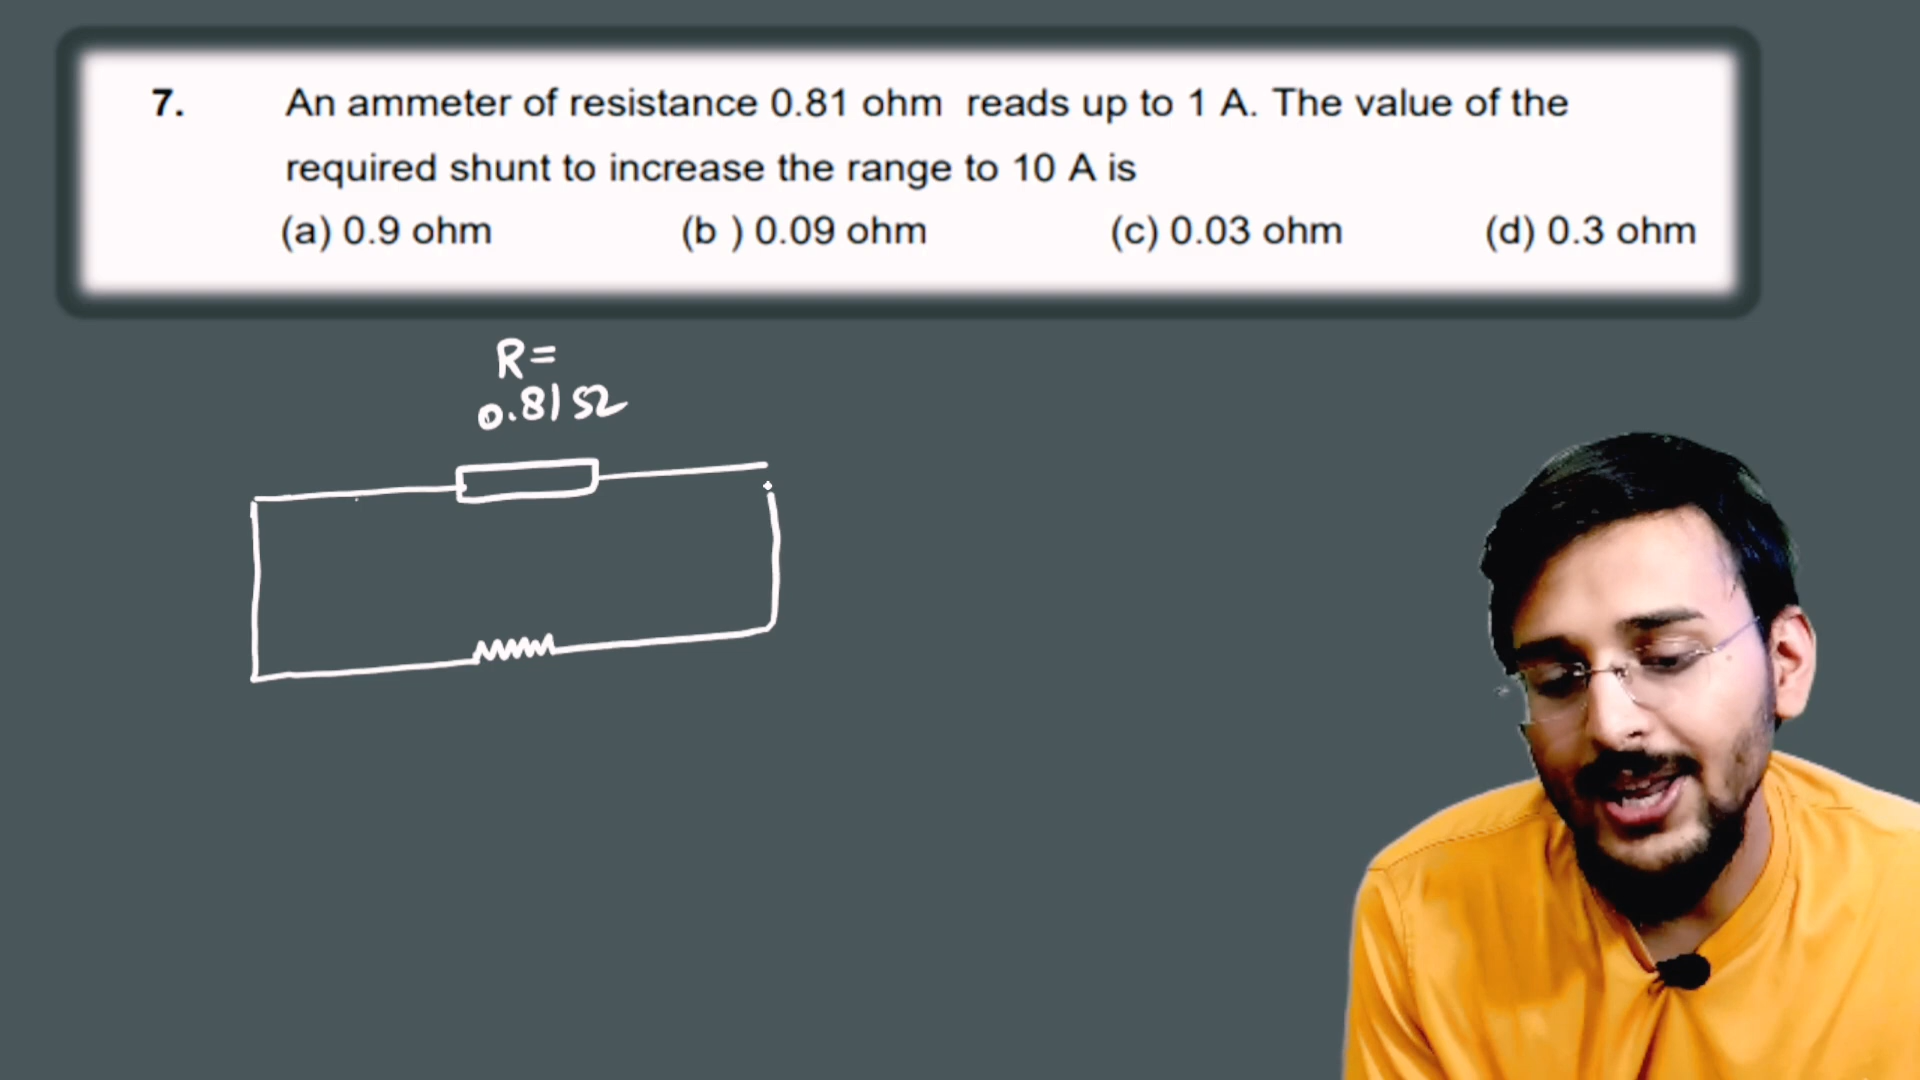 7. An ammeter of resistance 0.81 ohm reads up to 1 A. The value of the
required shunt to increase the range to 10 A is
(a) 0.9 ohm (b ) 0.09 ohm (c) 0.03 ohm (d) 0.3 ohm
R=
0.81 Ω